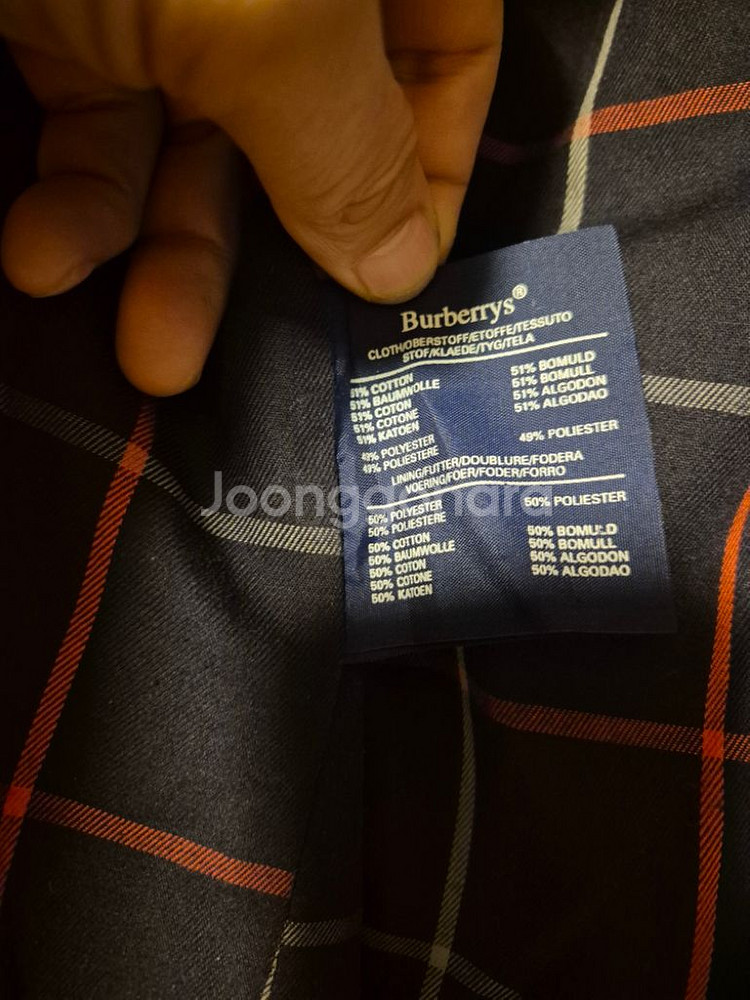 Burberrys®
CLOTH/OBERSTOFF/ETOFFE/TESSUTO
STOF/KLAEDE/TYG/TELA
51% COTTON
51% BAUMWOLLE
51% COTON
51% COTONE
51% KATOEN
51% BOMULD
51% BOMULL
51% ALGODON
51% ALGODAO
49% POLYESTER
49% POLIESTERE
49% POLIESTER
LINING/FUTTER/DOUBLURE/FODERA
VOERING/FOER/FODER/FORRO
50% POLYESTER
50% POLIESTERE
50% POLIESTER
50% COTTON
50% BAUMWOLLE
50% COTON
50% COTONE
50% KATOEN
50% BOMULD
50% BOMULL
50% ALGODON
50% ALGODAO
Joonggonara